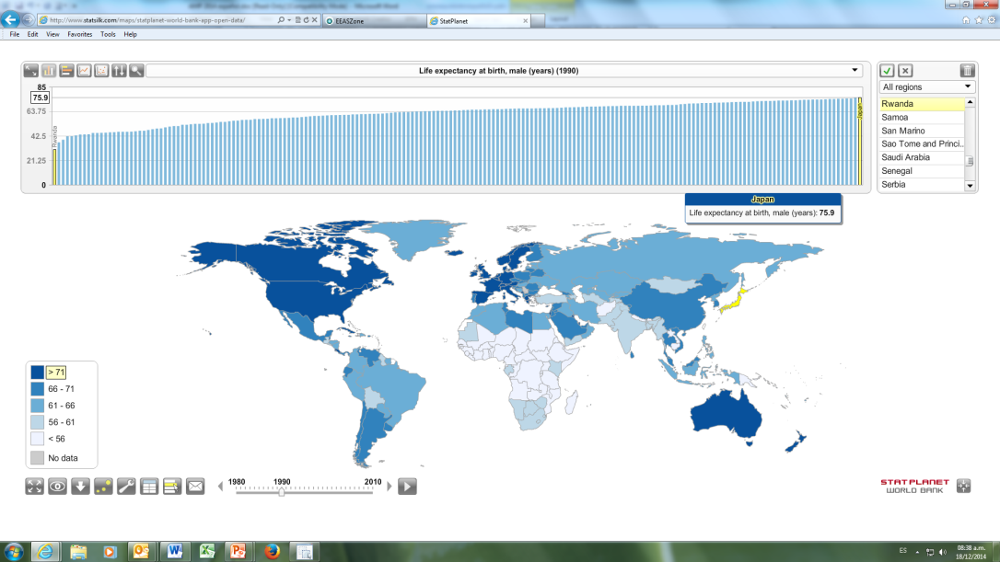 http://www.statsilk.com/maps/statplanet-world-bank-app-open-data/
EEASZone
StatPlanet
File Edit View Favorites Tools Help
Life expectancy at birth, male (years) (1990)
85
75.9
63.75
42.5
21.25
0
Rwanda
Japan
All regions
Rwanda
Samoa
San Marino
Sao Tome and Princi..
Saudi Arabia
Senegal
Serbia
Japan
Life expectancy at birth, male (years): 75.9
> 71
66 - 71
61 - 66
56 - 61
< 56
No data
1980 1990 2010
STATPLANET
WORLD BANK
ES
08:38 a.m.
18/12/2014